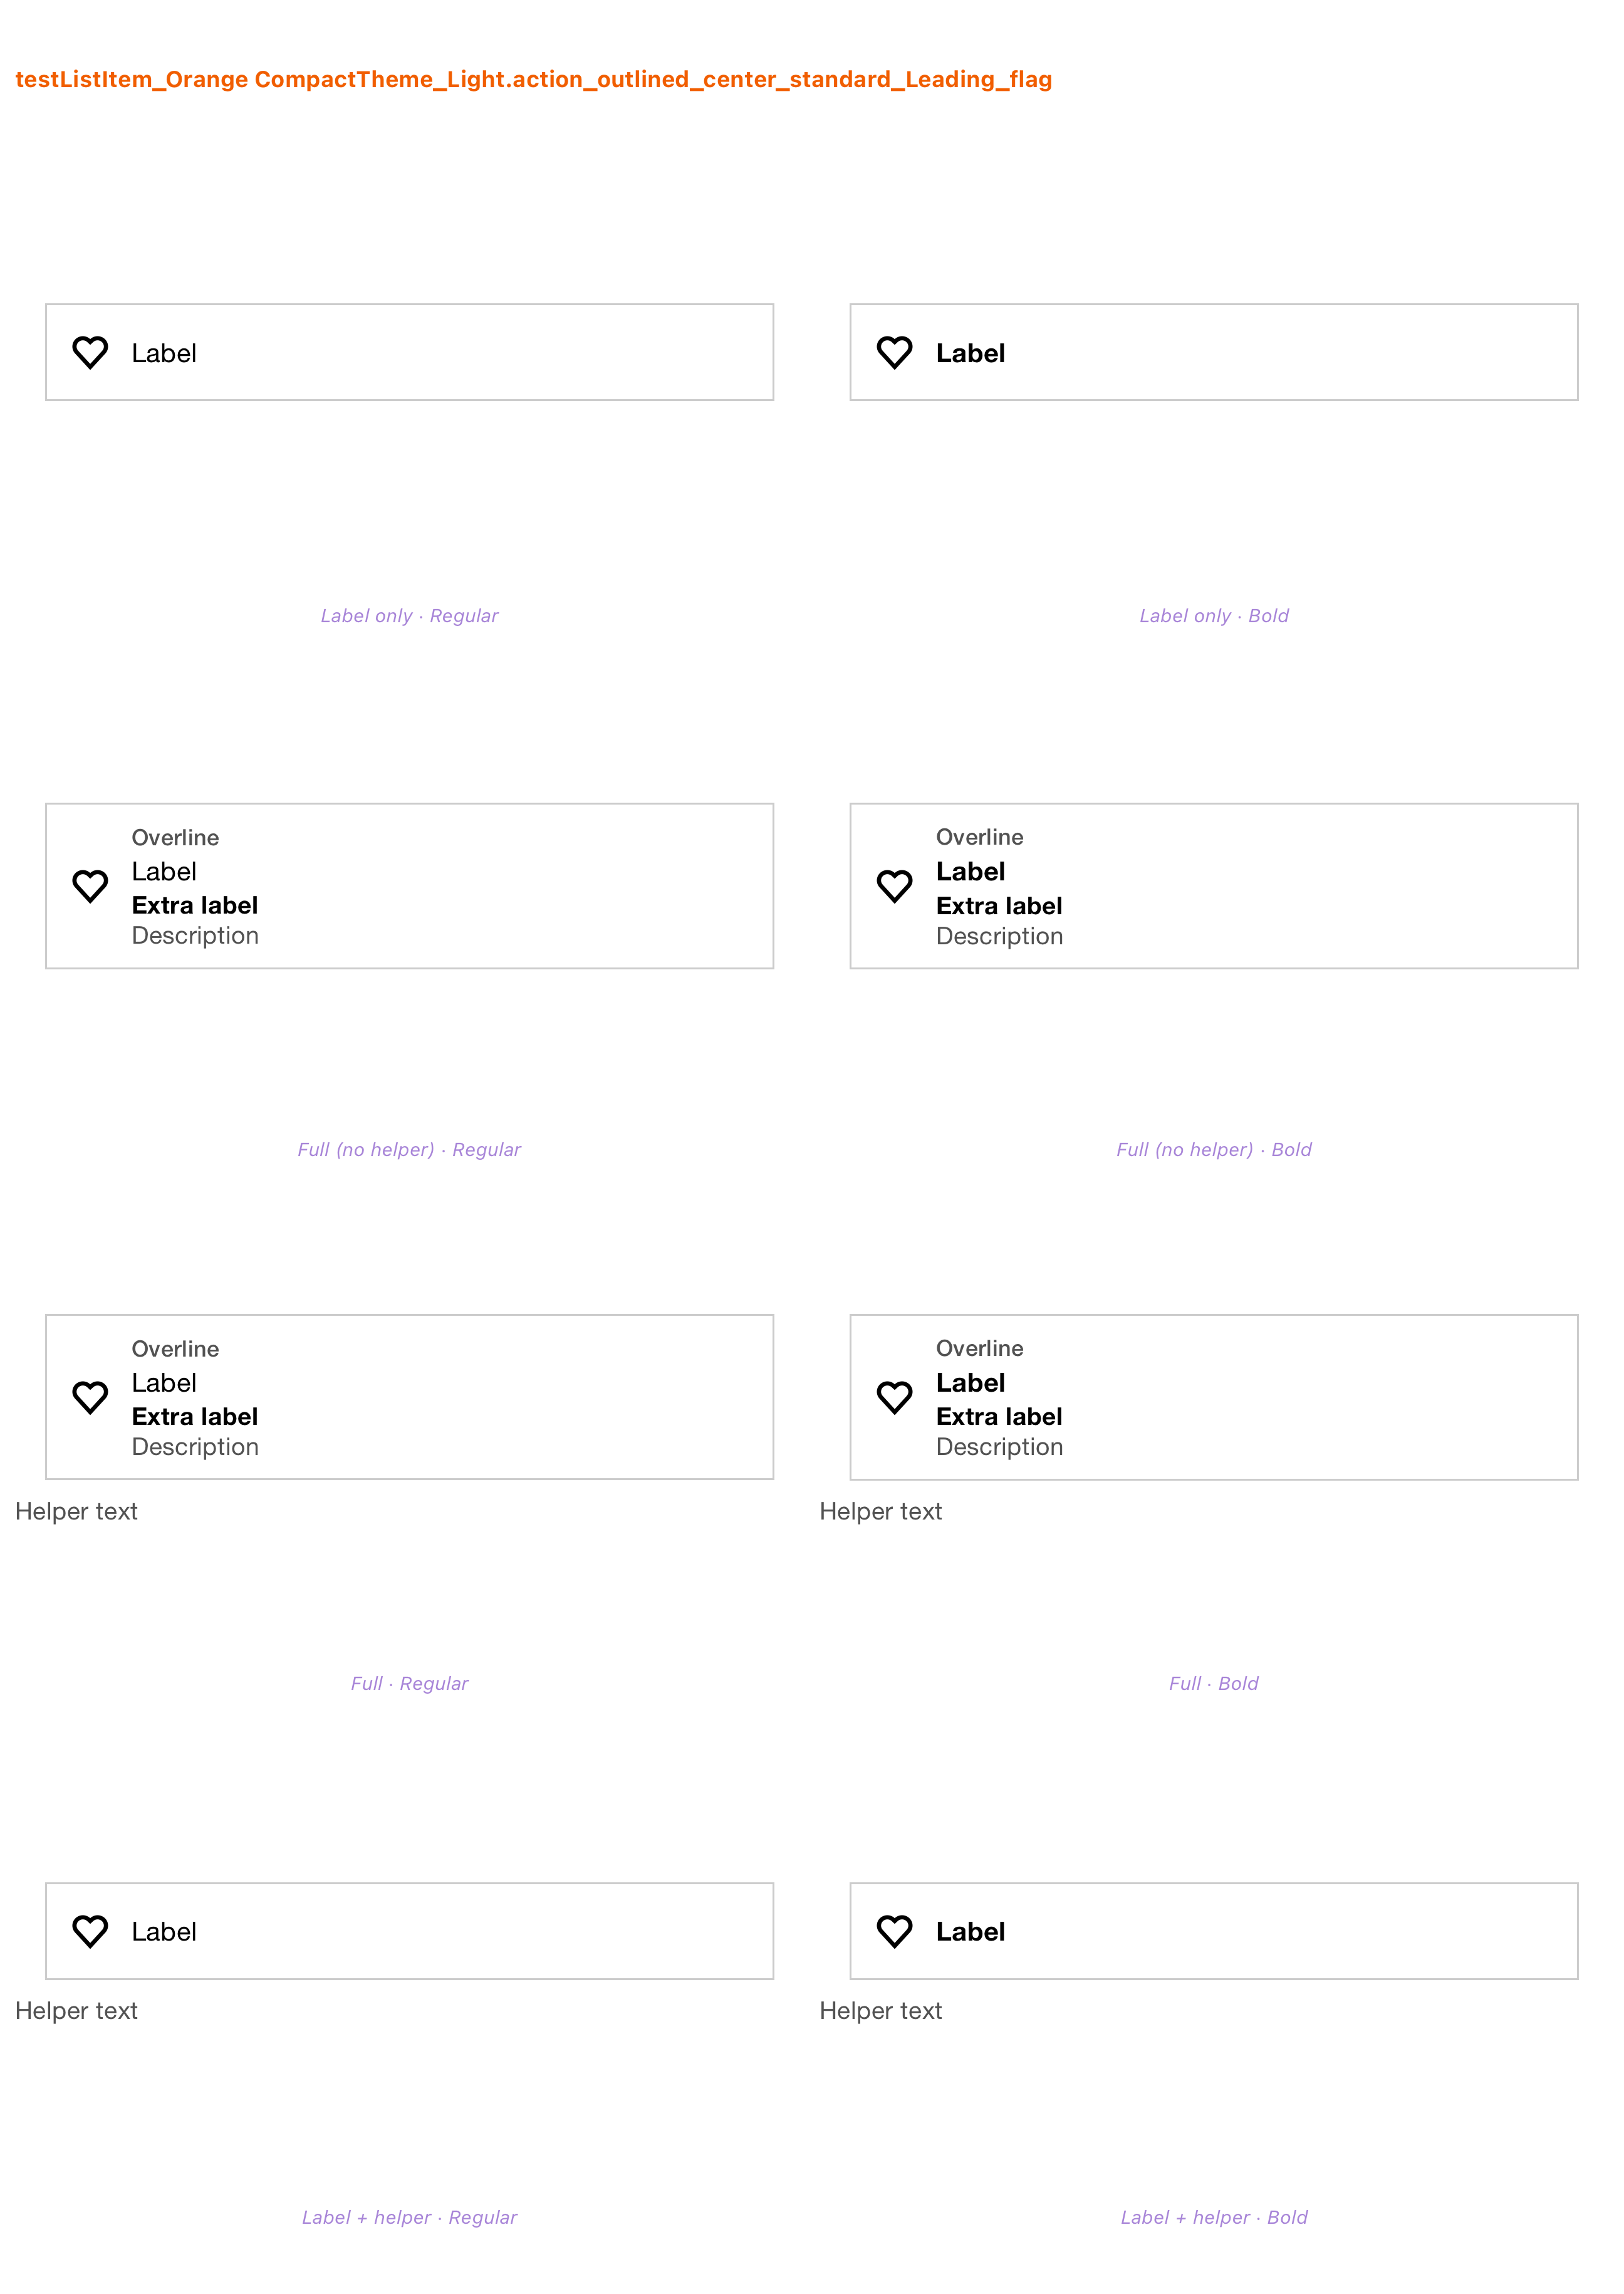 testListItem_Orange CompactTheme_Light.action_outlined_center_standard_Leading_flag
Label
Label
Label only · Regular
Label only · Bold
Overline
Label
Extra label
Description
Overline
Label
Extra label
Description
Full (no helper) · Regular
Full (no helper) · Bold
Overline
Label
Extra label
Description
Helper text
Overline
Label
Extra label
Description
Helper text
Full · Regular
Full · Bold
Label
Helper text
Label
Helper text
Label + helper · Regular
Label + helper · Bold